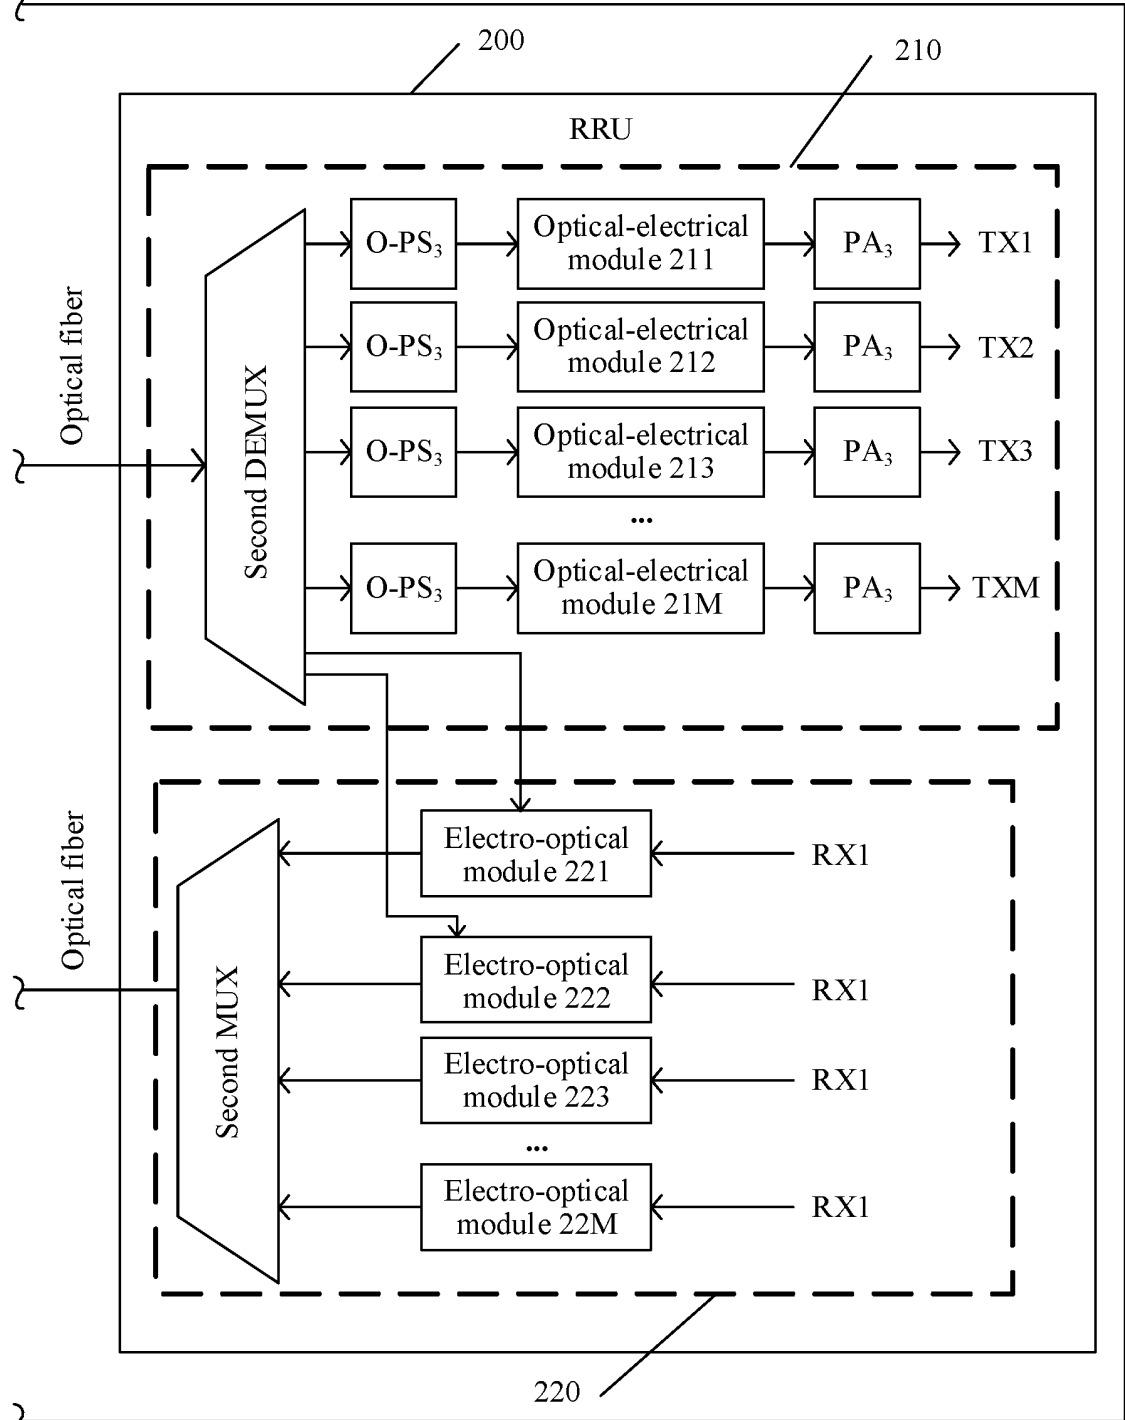 200
210
RRU
O-PS3
Optical-electrical
module 211
PA3
TX1
O-PS3
Optical-electrical
module 212
PA3
TX2
O-PS3
Optical-electrical
module 213
PA3
TX3
...
O-PS3
Optical-electrical
module 21M
PA3
TXM
Optical fiber
Second DEMUX
Electro-optical
module 221
RX1
Electro-optical
module 222
RX1
Electro-optical
module 223
RX1
...
Electro-optical
module 22M
RX1
Optical fiber
Second MUX
220